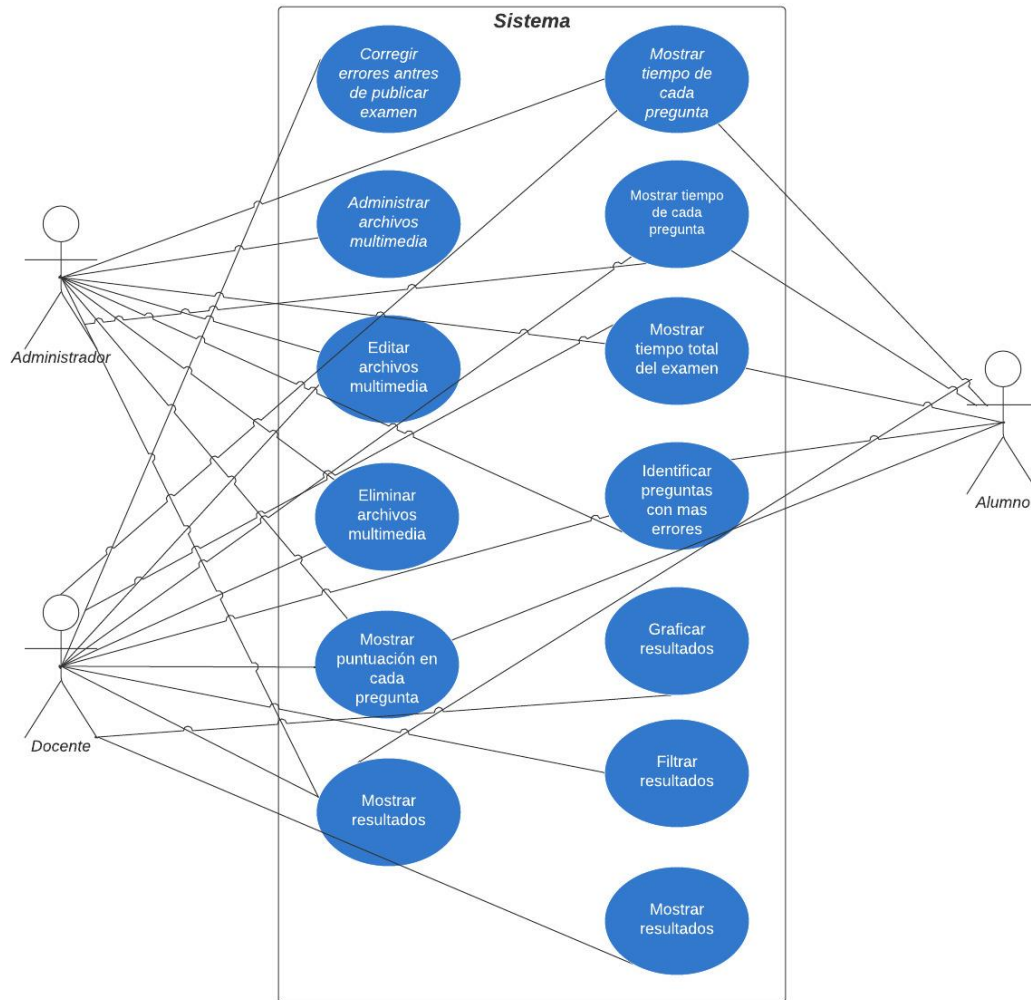 Sistema
Corregir
errores antres
de publicar
examen
Mostrar
tiempo de
cada
pregunta
Administrar
archivos
multimedia
Mostrar tiempo
de cada
pregunta
Administrador
Editar
archivos
multimedia
Mostrar
tiempo total
del examen
Alumno
Eliminar
archivos
multimedia
Identificar
preguntas
con mas
errores
Docente
Mostrar
puntuación en
cada
pregunta
Graficar
resultados
Mostrar
resultados
Filtrar
resultados
Mostrar
resultados